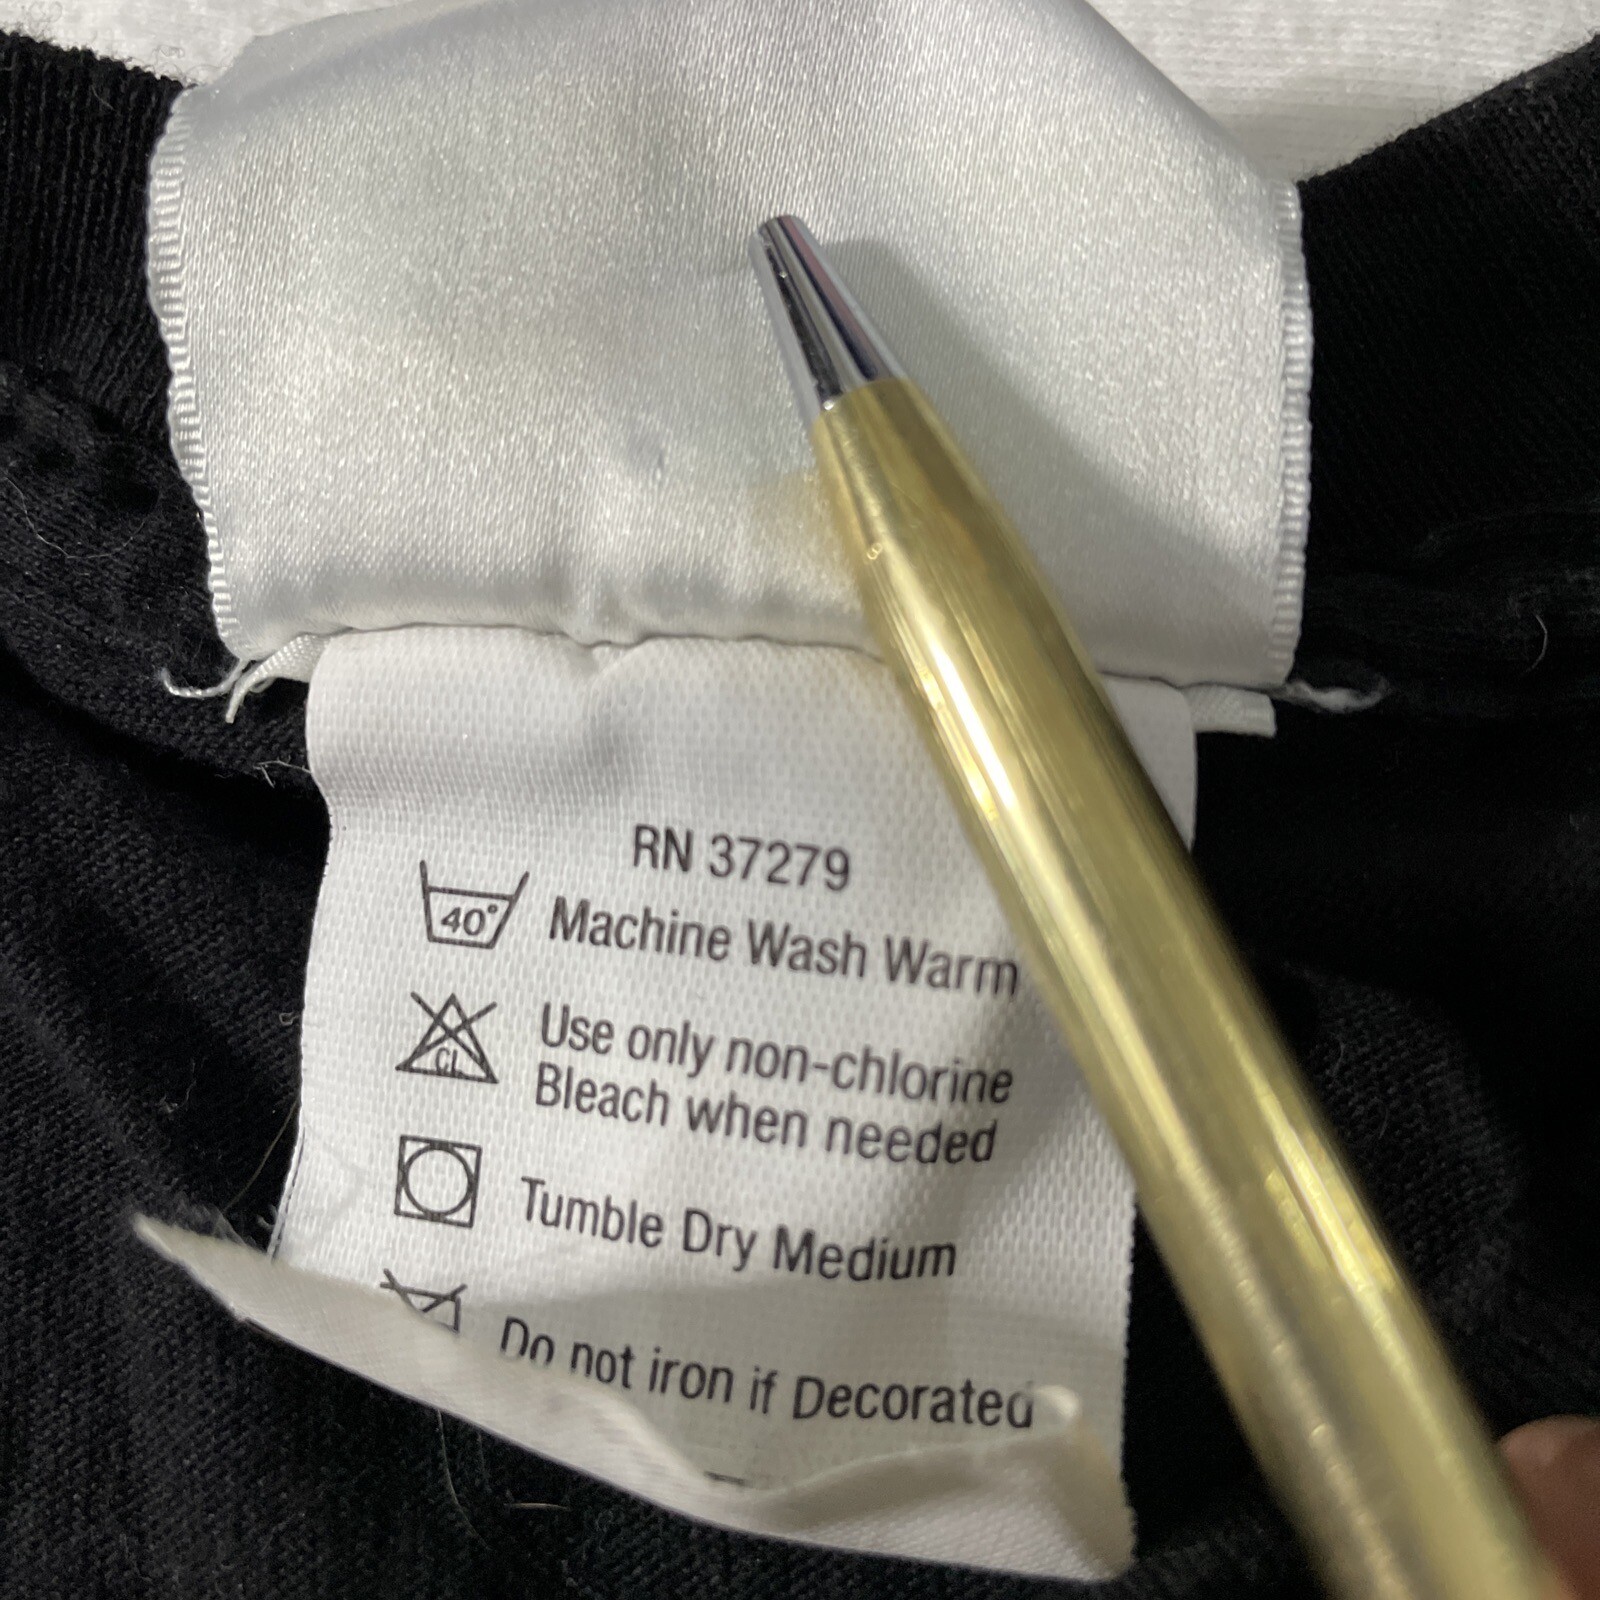 RN 37279
40° Machine Wash Warm
CL Use only non-chlorine
Bleach when needed
Tumble Dry Medium
Do not iron if Decorated